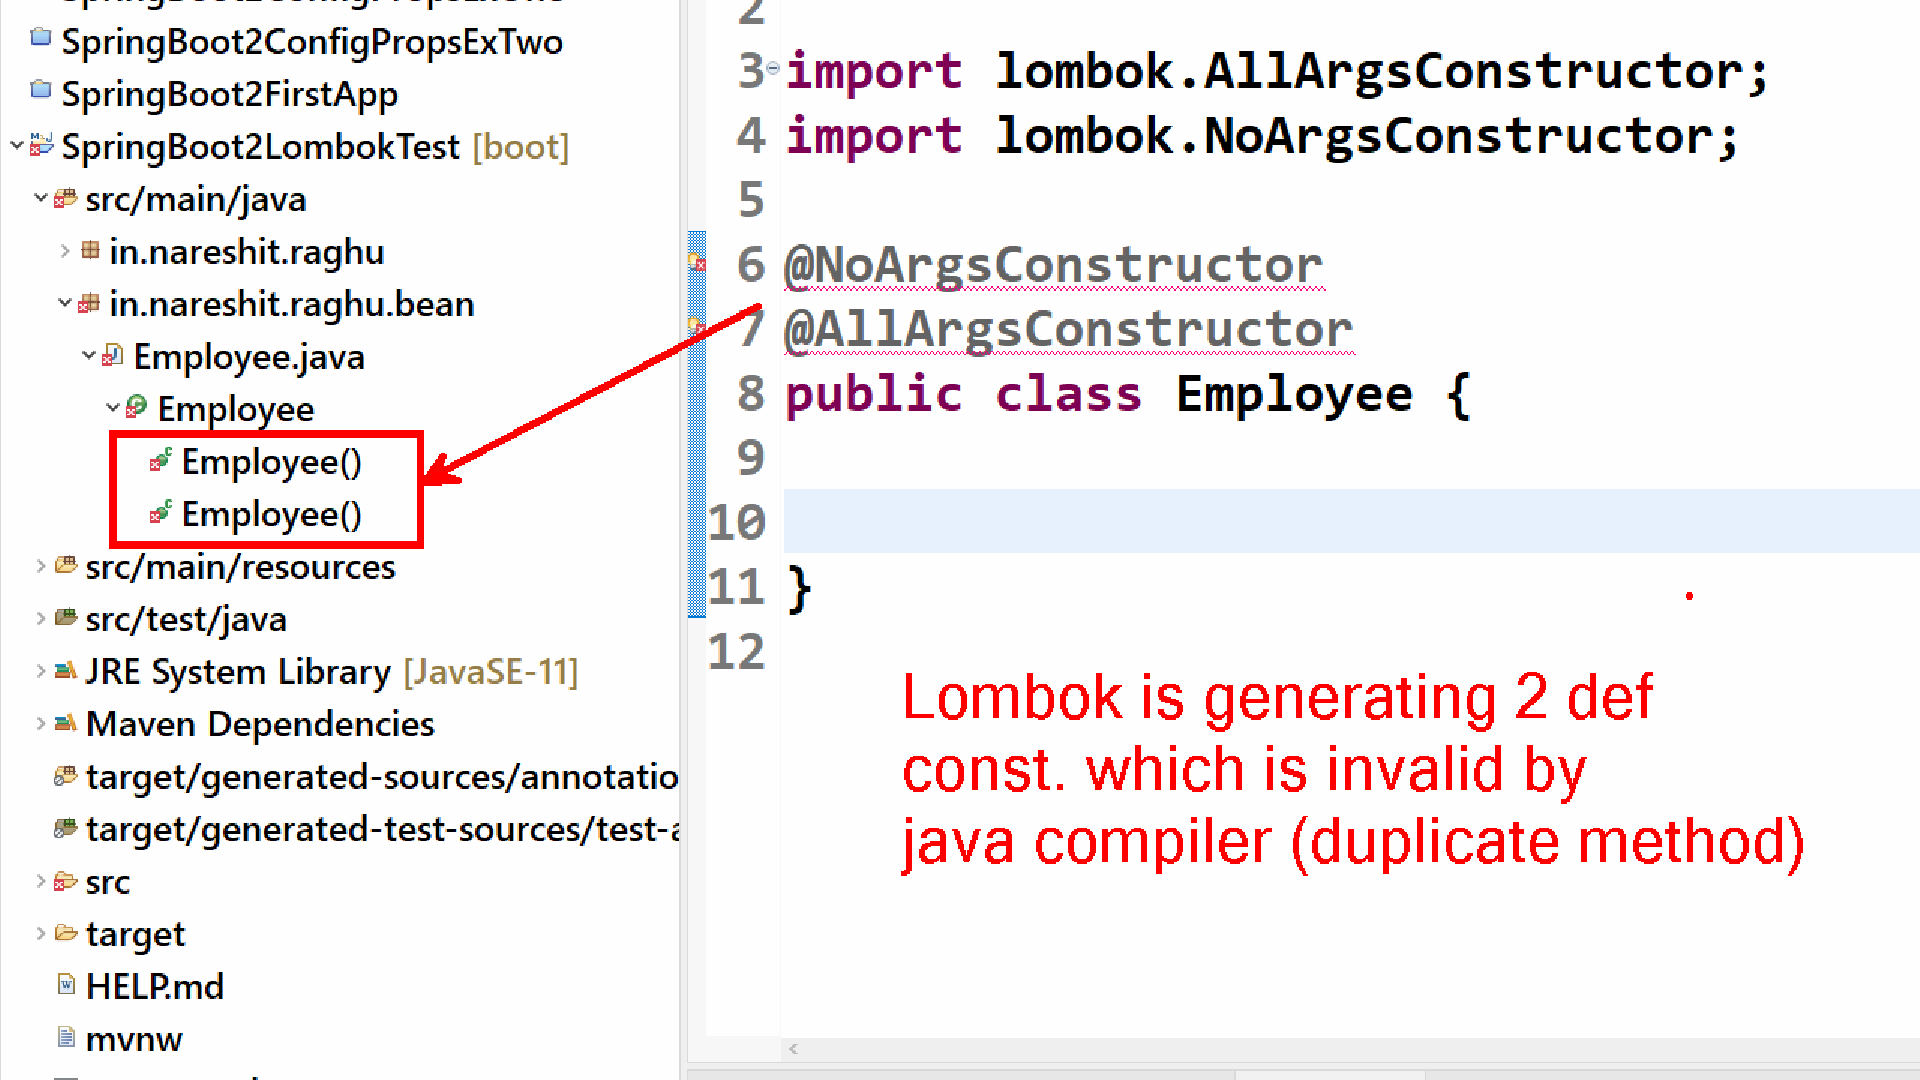 SpringBoot2ConfigPropsExTwo
SpringBoot2FirstApp
SpringBoot2LombokTest [boot]
src/main/java
in.nareshit.raghu
in.nareshit.raghu.bean
Employee.java
Employee
Employee()
Employee()
src/main/resources
src/test/java
JRE System Library [JavaSE-11]
Maven Dependencies
target/generated-sources/annotatio
target/generated-test-sources/test-a
src
target
HELP.md
mvnw
2
3 import lombok.AllArgsConstructor;
4 import lombok.NoArgsConstructor;
5
6 @NoArgsConstructor
7 @AllArgsConstructor
8 public class Employee {
9
10
11 }
12
Lombok is generating 2 def
const. which is invalid by
java compiler (duplicate method)